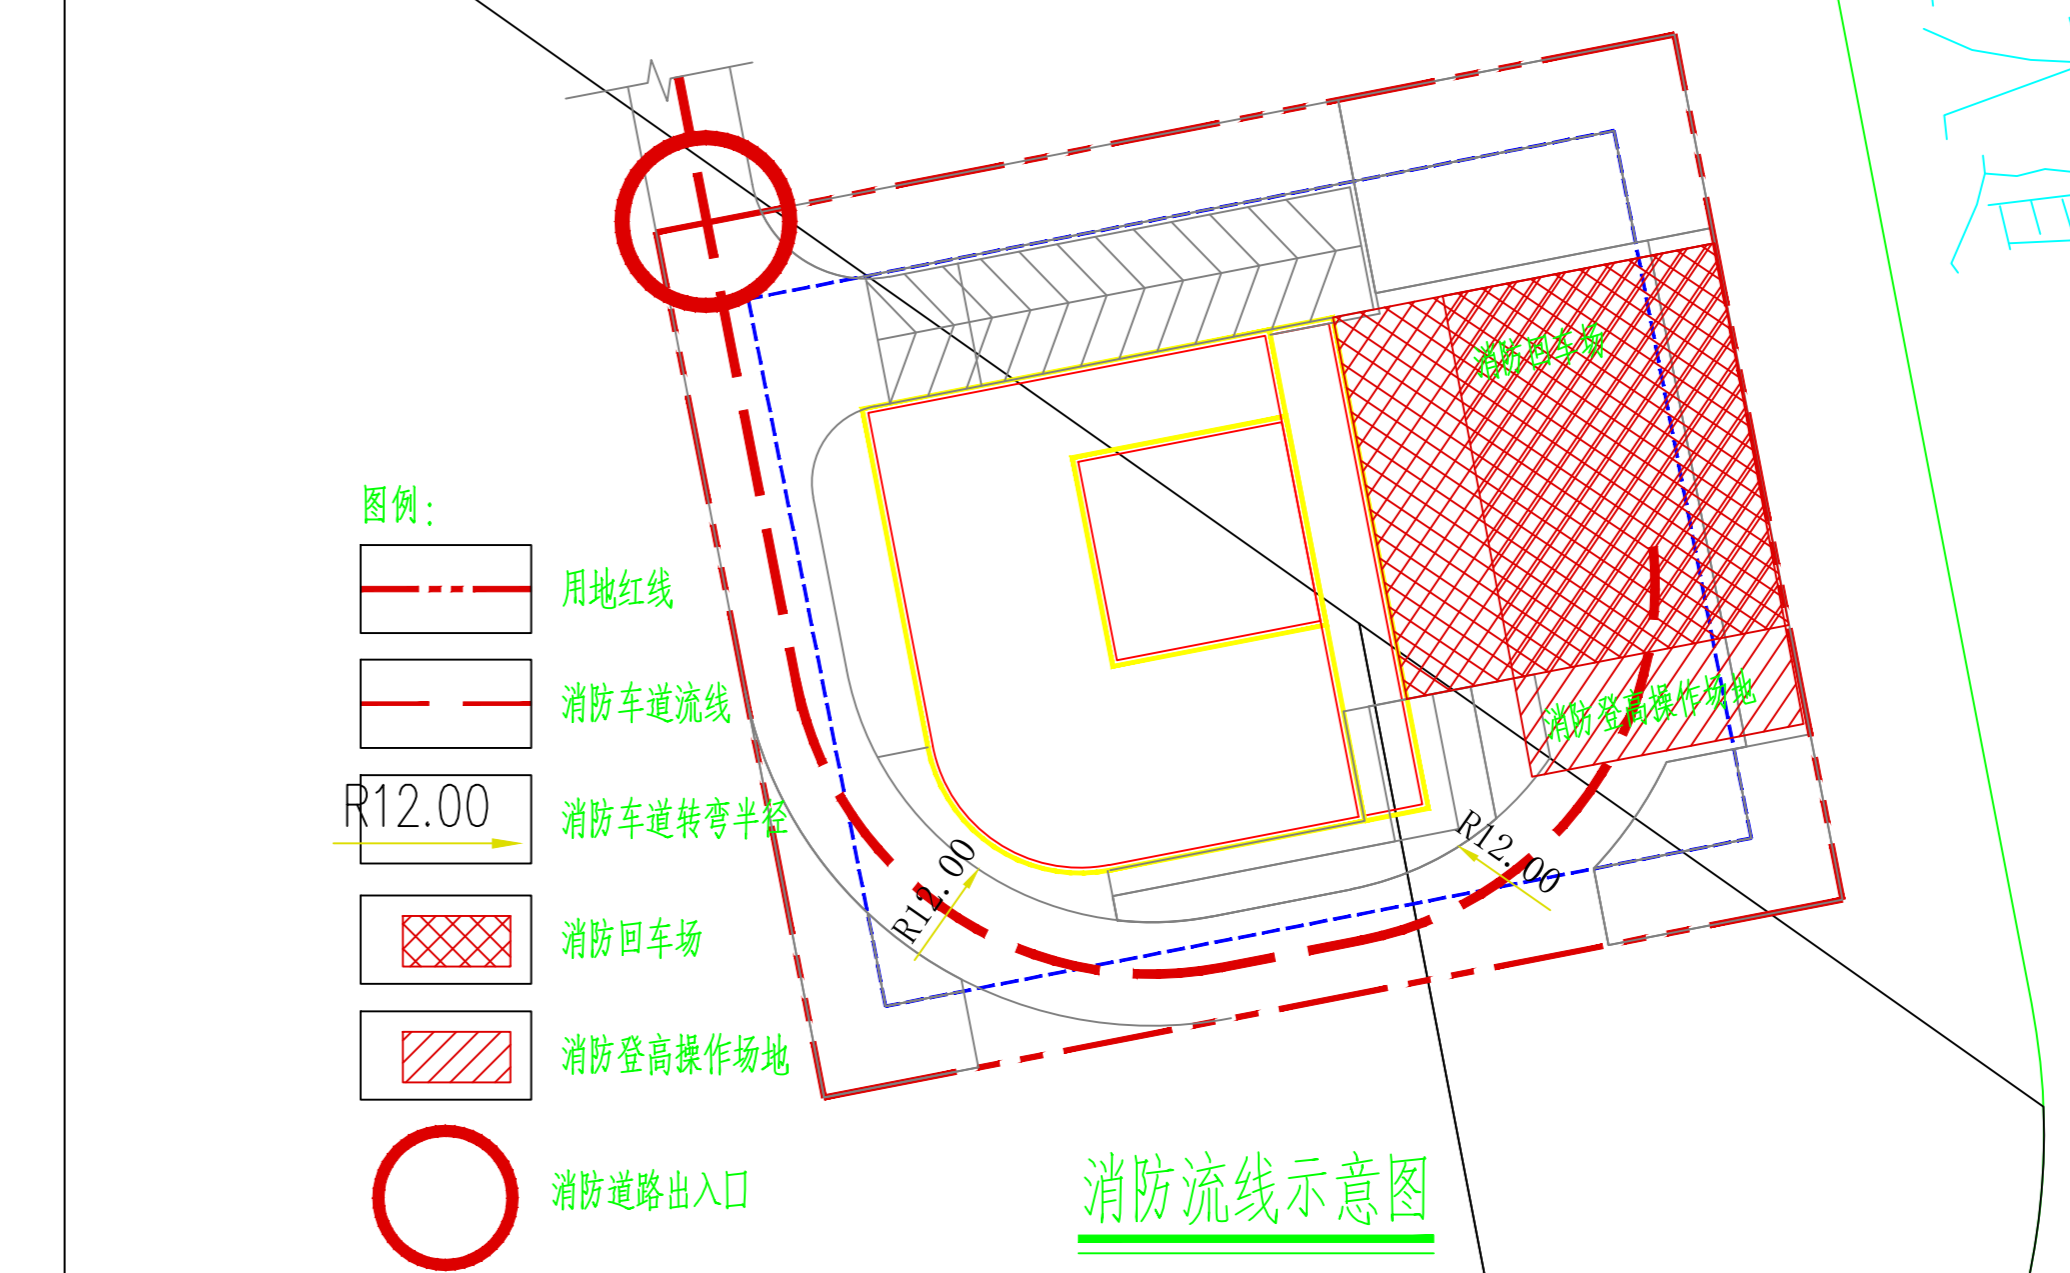 消防回车场
图例：
用地红线
消防车道流线
消防登高操作场地
R12.00
消防车道转弯半径
R12.00
R12.00
消防回车场
消防登高操作场地
消防道路出入口
消防流线示意图